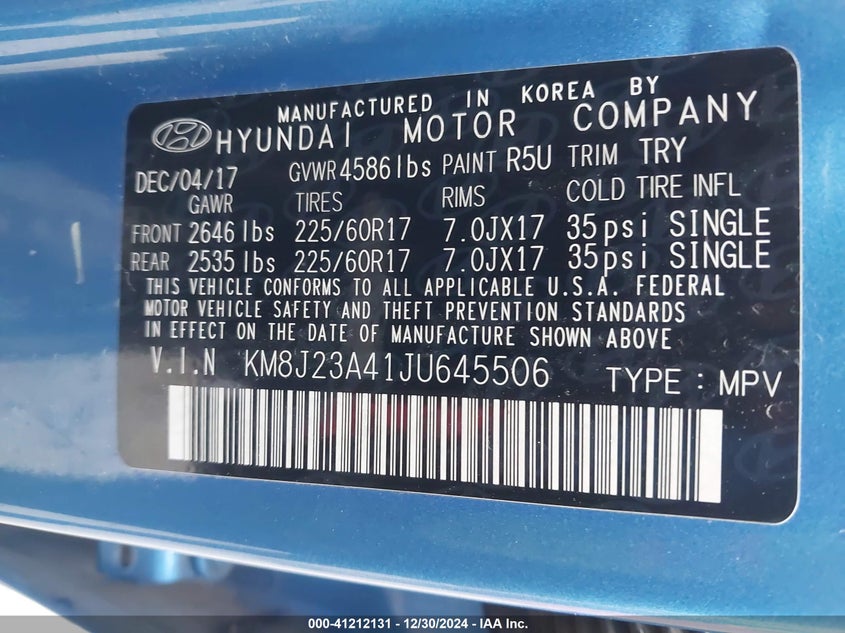 MANUFACTURED IN KOREA BY
HYUNDAI MOTOR COMPANY
DEC/04/17 GVWR 4586 lbs PAINT R5U TRIM TRY
GAWR TIRES RIMS COLD TIRE INFL
FRONT 2646 lbs 225/60R17 7.0JX17 35psi SINGLE
REAR 2535 lbs 225/60R17 7.0JX17 35psi SINGLE
THIS VEHICLE CONFORMS TO ALL APPLICABLE U.S.A. FEDERAL
MOTOR VEHICLE SAFETY AND THEFT PREVENTION STANDARDS
IN EFFECT ON THE DATE OF MANUFACTURE SHOWN ABOVE
V.I.N KM8J23A41JU645506 TYPE : MPV
000-41212131 - 12/30/2024 - IAA Inc.